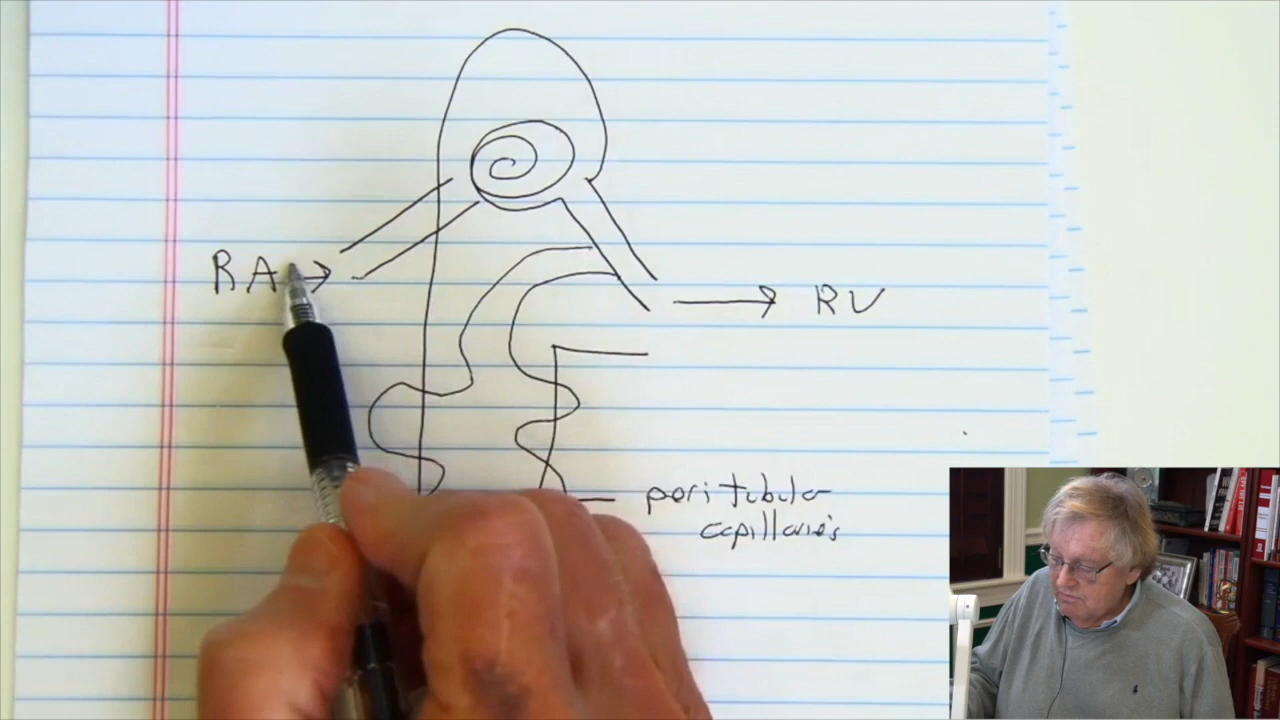 RA →
→ RV
peritubular
capillaries